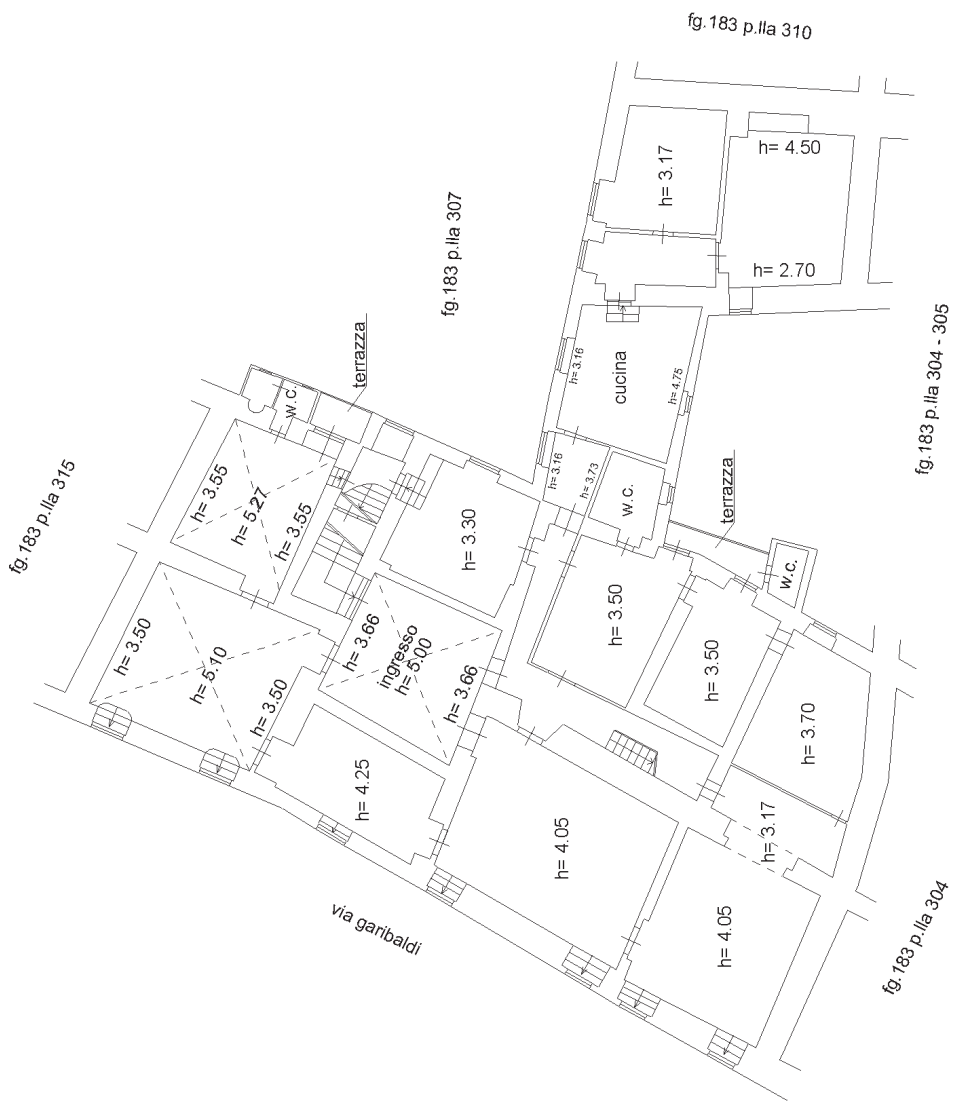 fg.183 p.lla 310
h= 3.17
h= 4.50
fg.183 p.lla 307
h= 2.70
fg.183 p.lla 304 - 305
h= 3.16
cucina
h= 4.75
terrazza
w.c.
fg.183 p.lla 315
h= 3.55
h= 5.27
h= 3.55
h= 3.30
h= 3.16
h= 3.73
w.c.
terrazza
w.c.
h= 3.50
h= 5.10
h= 3.50
h= 3.66
ingresso
h= 5.00
h= 3.66
h= 3.50
h= 3.50
h= 3.70
h= 4.25
h= 4.05
h= 3.17
h= 4.05
via garibaldi
fg.183 p.lla 304